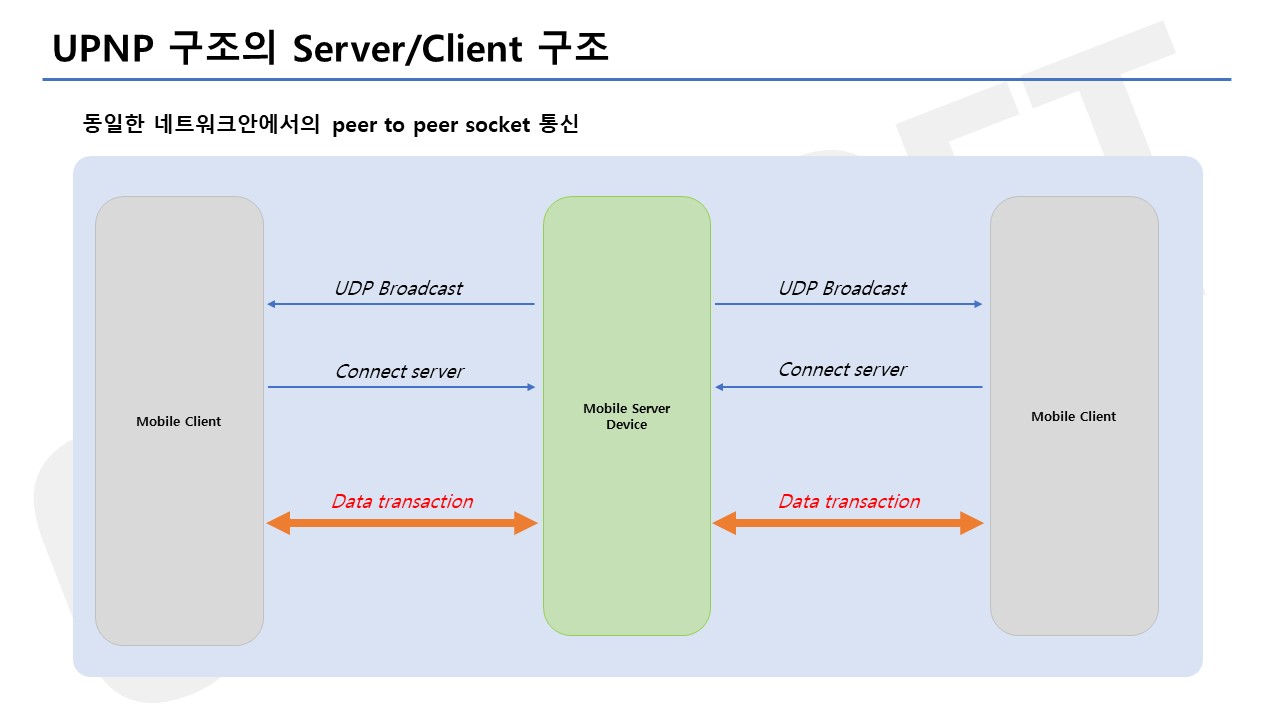 UPNP 구조의 Server/Client 구조
동일한 네트워크안에서의 peer to peer socket 통신
UDP Broadcast
UDP Broadcast
Connect server
Connect server
Mobile Client
Mobile Server
Device
Mobile Client
Data transaction
Data transaction